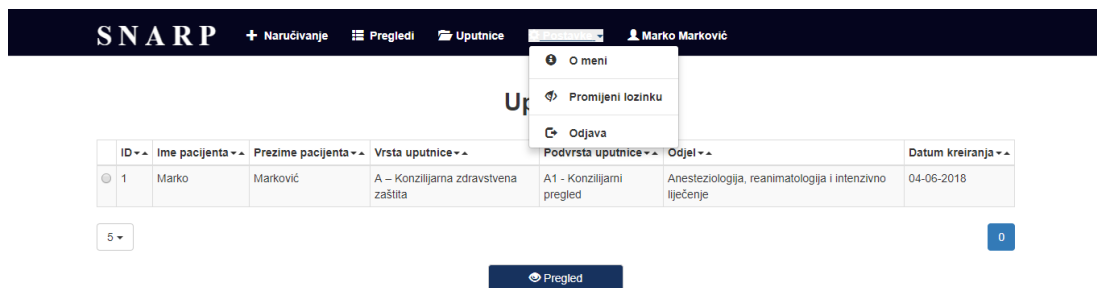 SNARP Naručivanje Pregledi Uputnice Postavke Marko Marković
O meni
Promijeni lozinku
Odjava
Up
ID Ime pacijenta Prezime pacijenta Vrsta uputnice Podvrsta uputnice Odjel Datum kreiranja
1 Marko Marković A – Konzilijarna zdravstvena A1 - Konzilijarni Anesteziologija, reanimatologija i intenzivno 04-06-2018
zaštita pregled liječenje
5 0
Pregled